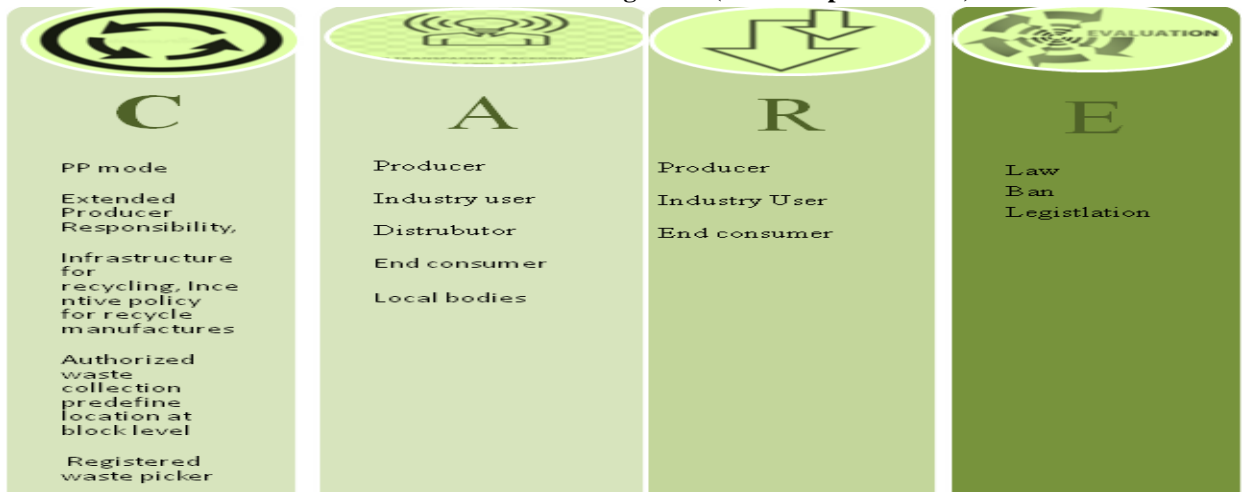 C
PP mode
Extended
Producer
Responsibility,
Infrastructure
for
recycling, Ince
ntive policy
for recycle
manufactures
Authorized
waste
collection
predefine
location at
block level
Registered
waste picker
TRANSPARENT BACKGROUND
A
Producer
Industry user
Distrubutor
End consumer
Local bodies
R
Producer
Industry User
End consumer
EVALUATION
E
Law
Ban
Legistlation